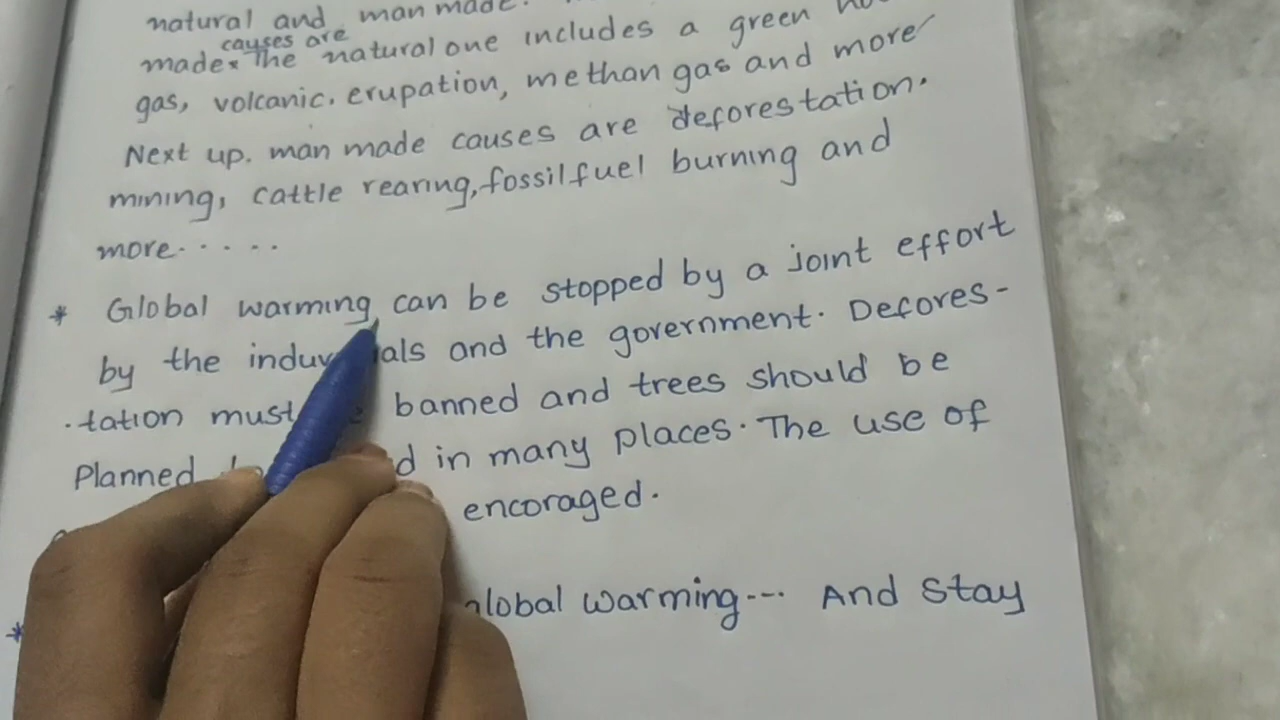 natural and man made.
causes are
made. The natural one includes a green
gas, volcanic. erupation, methan gas and more
Next up. man made causes are deforestation.
mining, cattle rearing, fossil fuel burning and
more.....
* Global warming, can be stopped by a joint effort
by the and the government. Defores-
.tation must banned and trees should be
Planned in many places. The use of
encoraged.
* global warming... And stay